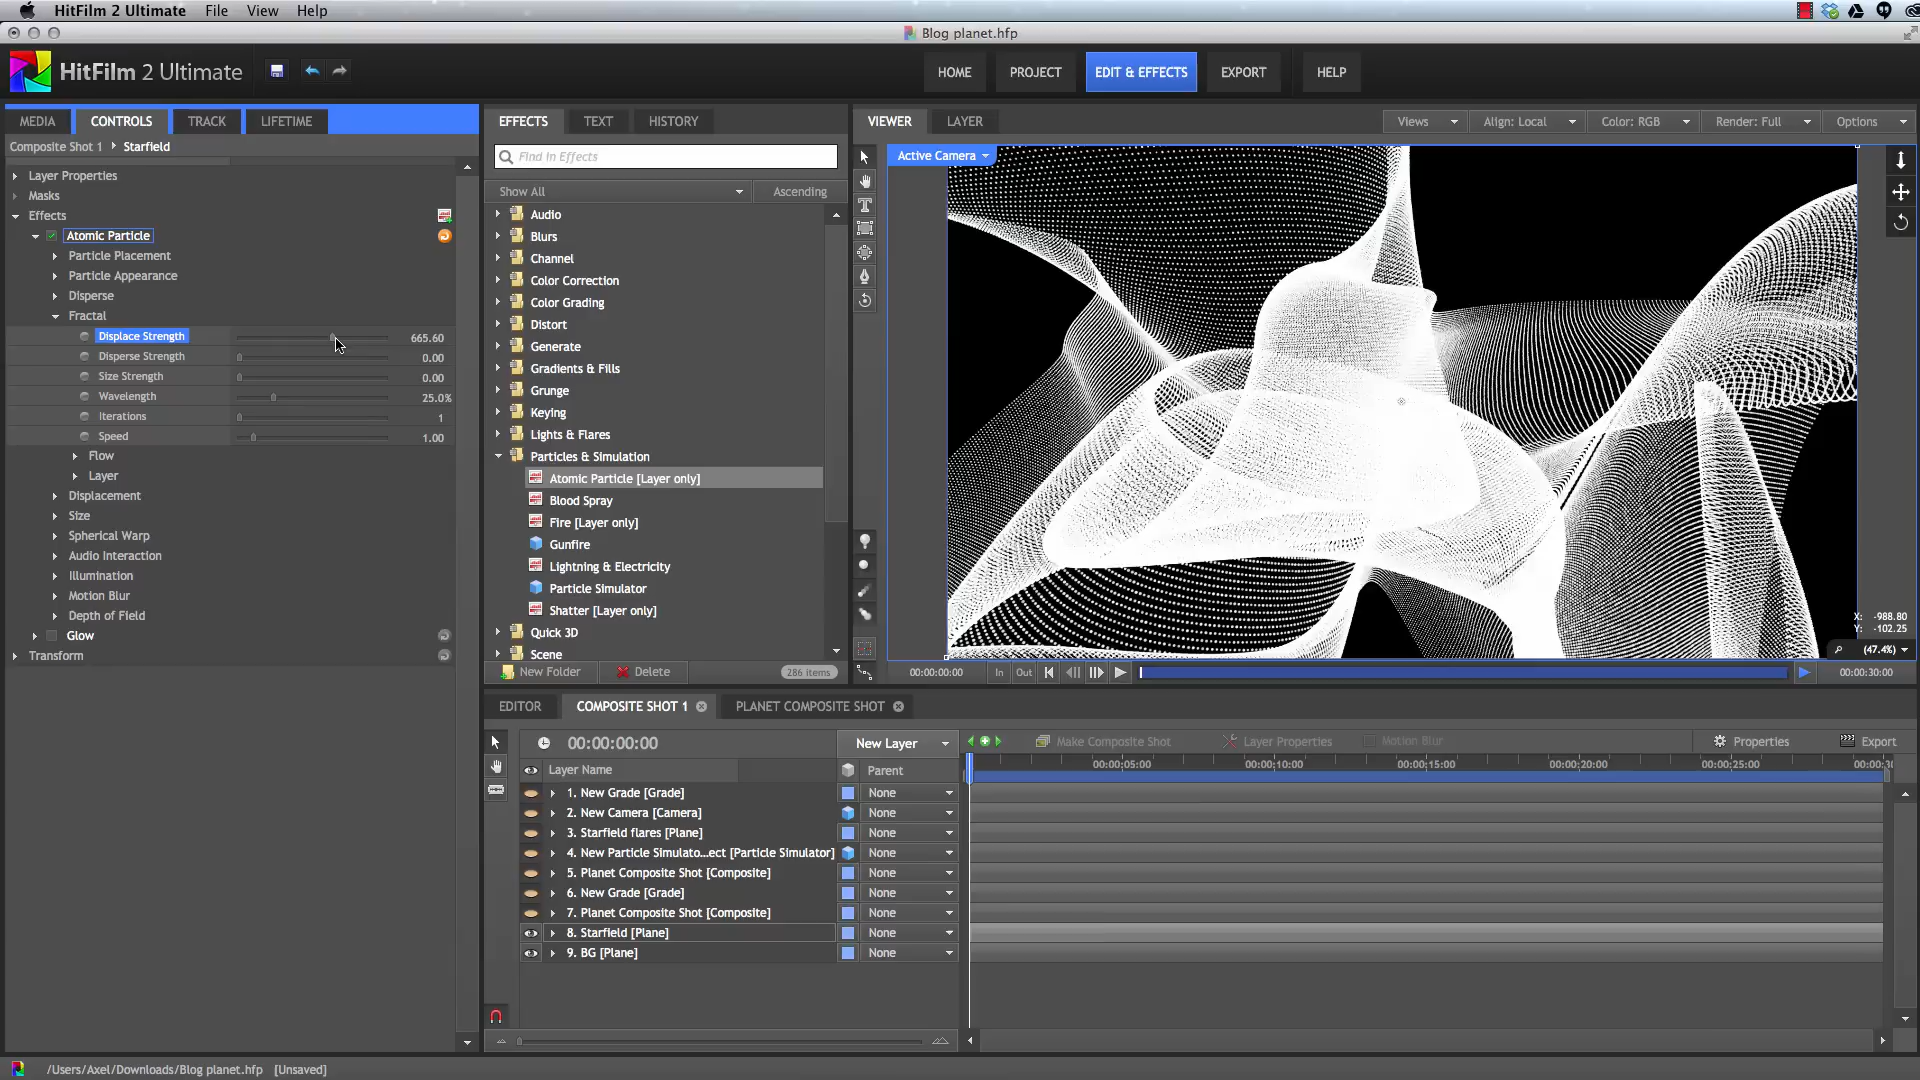 HitFilm 2 Ultimate File View Help
Blog planet.hfp
HitFilm 2 Ultimate HOME PROJECT EDIT & EFFECTS EXPORT HELP
MEDIA CONTROLS TRACK LIFETIME
Composite Shot 1 Starfield
Layer Properties
Masks
Effects
Atomic Particle
Particle Placement
Particle Appearance
Disperse
Fractal
Displace Strength 665.60
Disperse Strength 0.00
Size Strength 0.00
Wavelength 25.0%
Iterations 1
Speed 1.00
Flow
Layer
Displacement
Size
Spherical Warp
Audio Interaction
Illumination
Motion Blur
Depth of Field
Glow
Transform
EFFECTS TEXT HISTORY
Find in Effects
Show All Ascending
Audio
Blurs
Channel
Color Correction
Color Grading
Distort
Generate
Gradients & Fills
Grunge
Keying
Lights & Flares
Particles & Simulation
Atomic Particle [Layer only]
Blood Spray
Fire [Layer only]
Gunfire
Lightning & Electricity
Particle Simulator
Shatter [Layer only]
Quick 3D
Scene
New Folder Delete 286 items
VIEWER LAYER Views Align: Local Color: RGB Render: Full Options
Active Camera
X: -988.80
Y: -102.25
(47.4%)
00:00:00:00 In Out 00:00:30:00
EDITOR COMPOSITE SHOT 1 PLANET COMPOSITE SHOT
00:00:00:00 New Layer Make Composite Shot Layer Properties Motion Blur Properties Export
Layer Name Parent 00:00:05:00 00:00:10:00 00:00:15:00 00:00:20:00 00:00:25:00
1. New Grade [Grade] None
2. New Camera [Camera] None
3. Starfield flares [Plane] None
4. New Particle Simulato...ect [Particle Simulator] None
5. Planet Composite Shot [Composite] None
6. New Grade [Grade] None
7. Planet Composite Shot [Composite] None
8. Starfield [Plane] None
9. BG [Plane] None
/Users/Axel/Downloads/Blog planet.hfp [Unsaved]